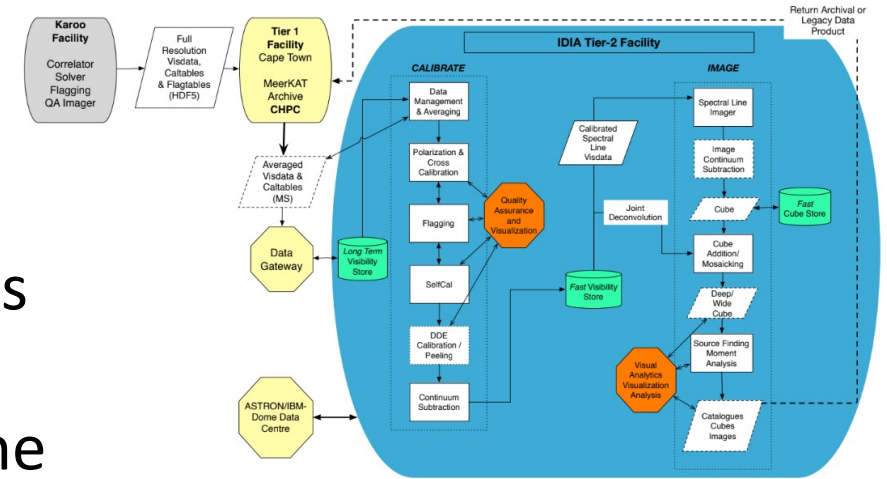 Karoo
Facility
Correlator
Solver
Flagging
QA Imager
Full
Resolution
Visdata,
Caltables
& Flagtables
(HDF5)
Tier 1
Facility
Cape Town
MeerKAT
Archive
CHPC
Return Archival or
Legacy Data
Product
IDIA Tier-2 Facility
CALIBRATE
IMAGE
Data
Management
& Averaging
Polarization &
Cross
Calibration
Flagging
SelfCal
DDE
Calibration /
Peeling
Continuum
Subtraction
Quality
Assurance
and
Visualization
Averaged
Visdata &
Caltables
(MS)
Data
Gateway
Long Term
Visibility
Store
ASTRON/IBM-
Dome Data
Centre
Calibrated
Spectral
Line
Visdata
Joint
Deconvolution
Fast Visibility
Store
Spectral Line
Imager
Image
Continuum
Subtraction
Cube
Fast
Cube Store
Cube
Addition/
Mosaicking
Deep/
Wide
Cube
Source Finding
Moment
Analysis
Visual
Analytics
Visualization
Analysis
Catalogues
Cubes
Images
s
ne